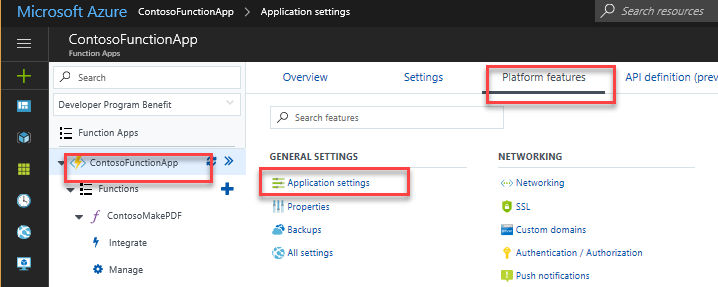 Microsoft Azure ContosoFunctionApp > Application settings
Search resources
ContosoFunctionApp
Function Apps
Search
Developer Program Benefit
Function Apps
ContosoFunctionApp
Functions
ContosoMakePDF
Integrate
Manage
Overview Settings Platform features API definition (prev
Search features
GENERAL SETTINGS
Application settings
Properties
Backups
All settings
NETWORKING
Networking
SSL
Custom domains
Authentication / Authorization
Push notifications